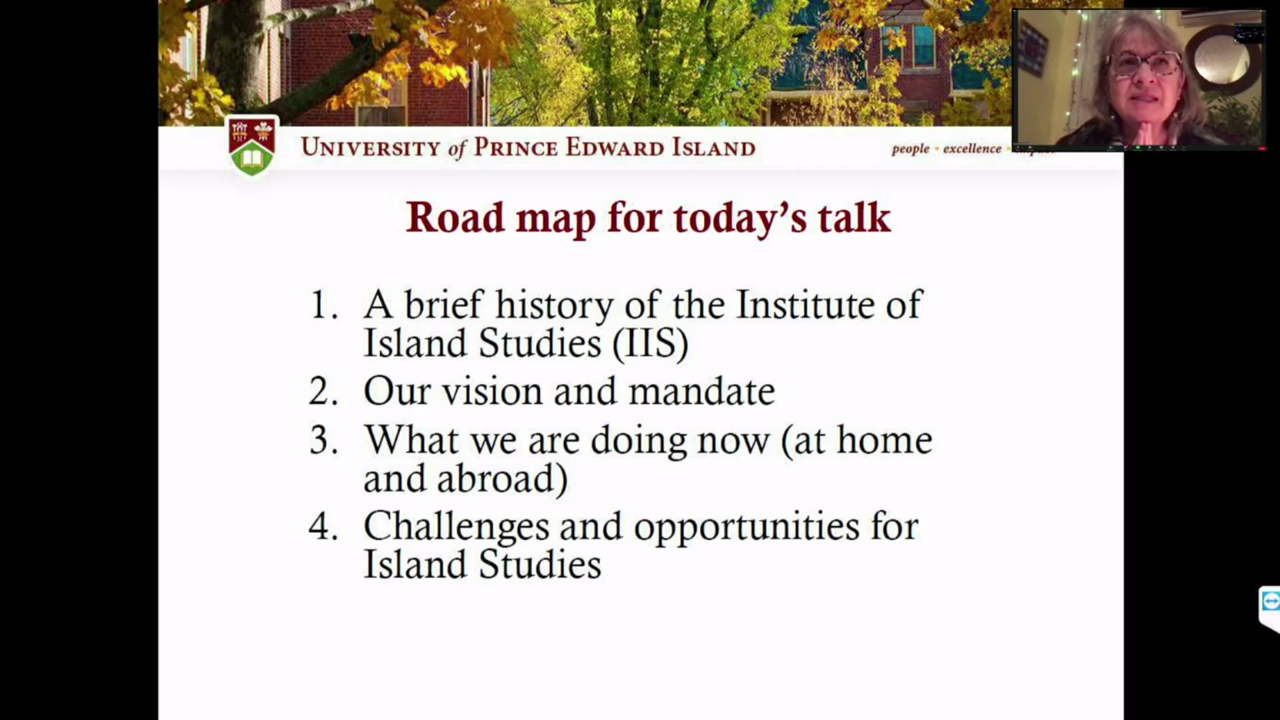 UNIVERSITY of PRINCE EDWARD ISLAND
people • excellence •
Road map for today's talk
1. A brief history of the Institute of
Island Studies (IIS)
2. Our vision and mandate
3. What we are doing now (at home
and abroad)
4. Challenges and opportunities for
Island Studies